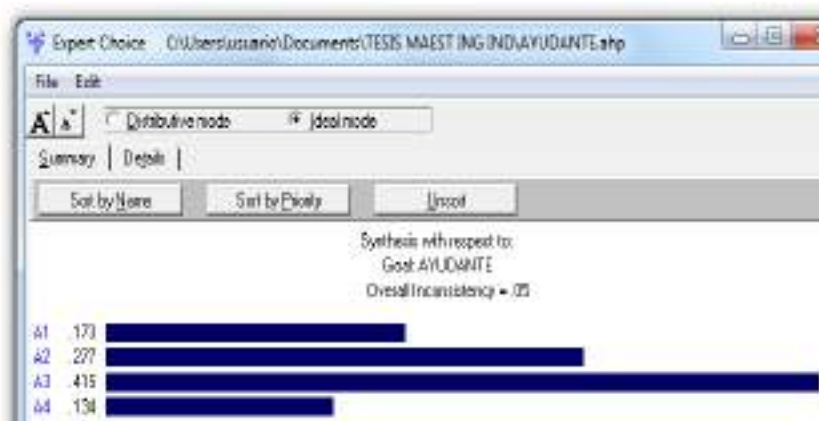 Expert Choice C:\Users\usuario\Documents\TESIS MAEST ING IND\AYUDANTE.ahp
File Edit
A A Distributive mode Ideal mode
Summary Details
Sort by Name Sort by Priority Unsort
Synthesis with respect to:
Goal: AYUDANTE
Overall Inconsistency = .05
A1 .173
A2 .277
A3 .415
A4 .134